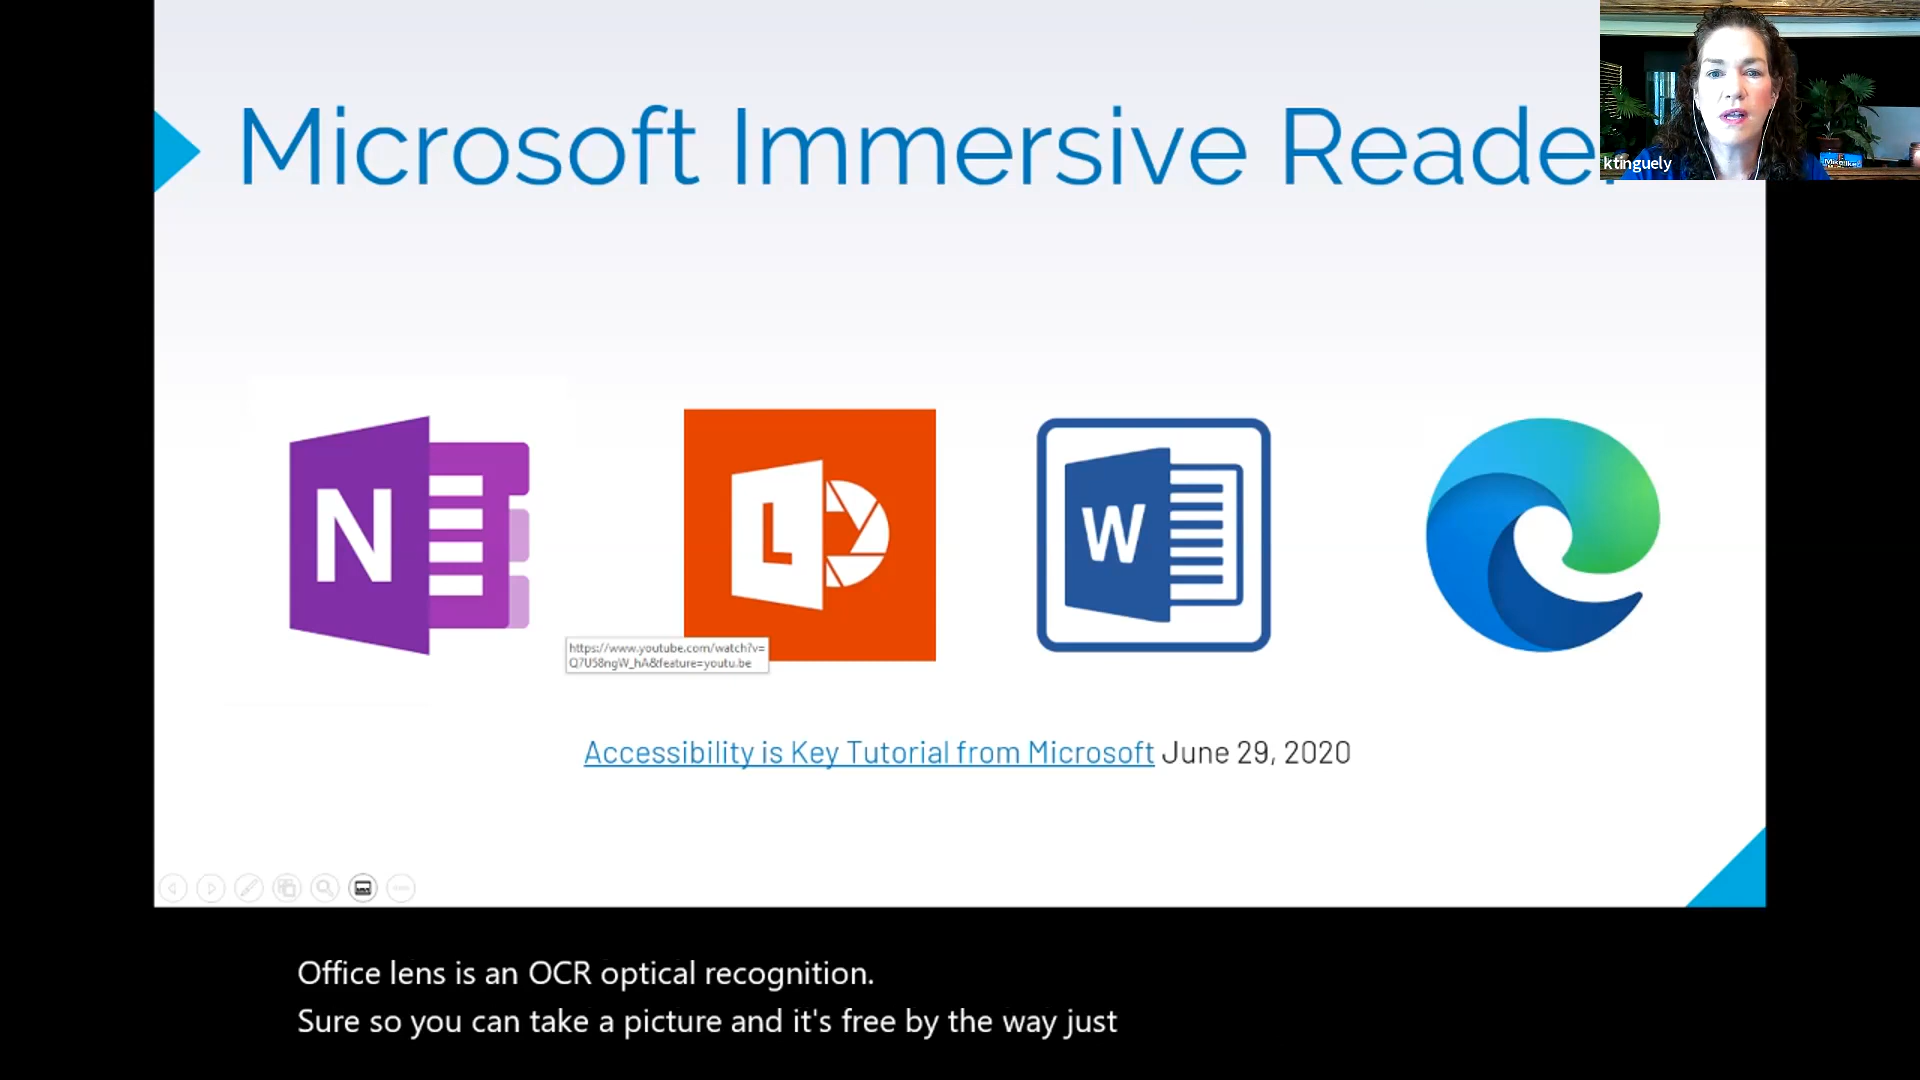 Microsoft Immersive Reade
ktinguely
N
L
W
https://www.youtube.com/watch?v=
Q7U58ngW_hA&feature=youtu.be
Accessibility is Key Tutorial from Microsoft June 29, 2020
Office lens is an OCR optical recognition.
Sure so you can take a picture and it's free by the way just